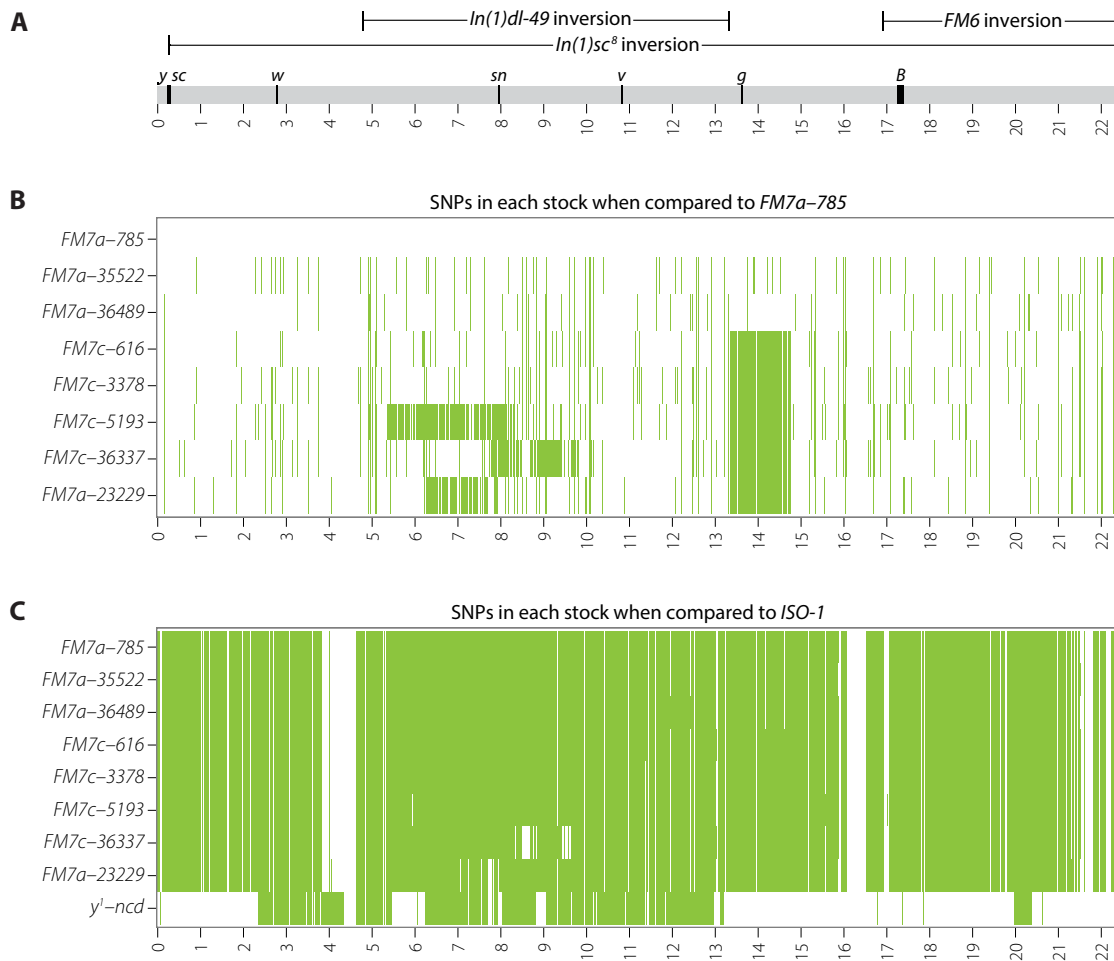 A
In(1)dl-49 inversion
FM6 inversion
In(1)sc⁸ inversion
y sc w sn v g B
0 1 2 3 4 5 6 7 8 9 10 11 12 13 14 15 16 17 18 19 20 21 22
B
SNPs in each stock when compared to FM7a–785
FM7a–785
FM7a–35522
FM7a–36489
FM7c–616
FM7c–3378
FM7c–5193
FM7c–36337
FM7a–23229
0 1 2 3 4 5 6 7 8 9 10 11 12 13 14 15 16 17 18 19 20 21 22
C
SNPs in each stock when compared to ISO-1
FM7a–785
FM7a–35522
FM7a–36489
FM7c–616
FM7c–3378
FM7c–5193
FM7c–36337
FM7a–23229
y¹–ncd
0 1 2 3 4 5 6 7 8 9 10 11 12 13 14 15 16 17 18 19 20 21 22